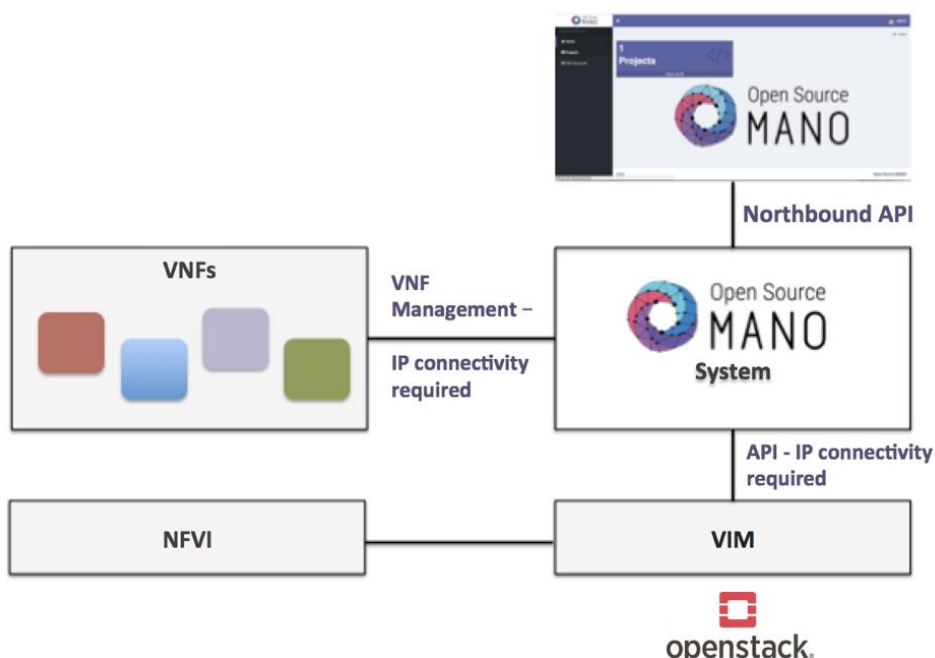 MANO
1
Projects
Open Source
MANO
Northbound API
VNFs
VNF
Management –
IP connectivity
required
Open Source
MANO
System
API - IP connectivity
required
NFVI
VIM
openstack.